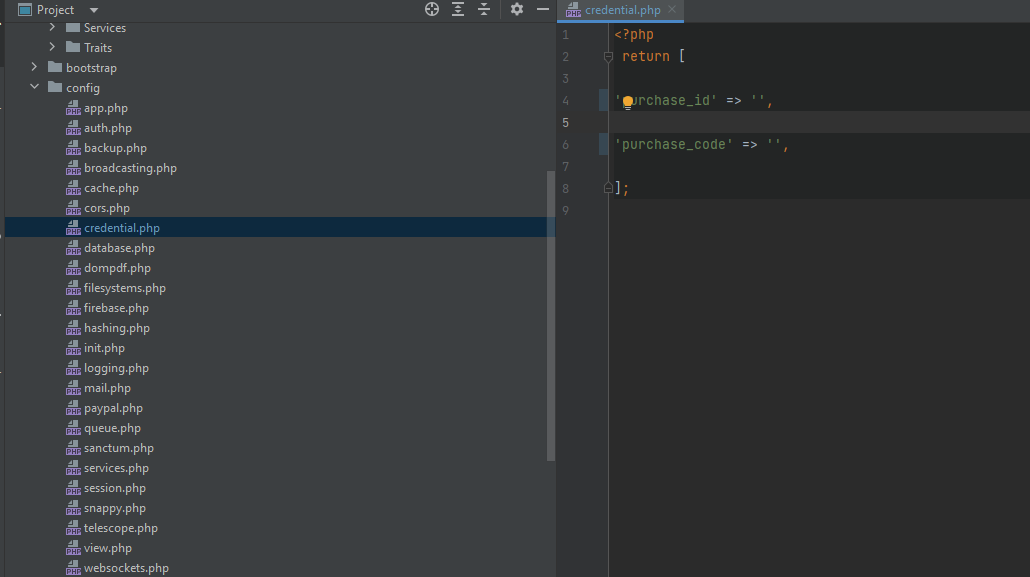 Project
Services
Traits
bootstrap
config
app.php
auth.php
backup.php
broadcasting.php
cache.php
cors.php
credential.php
database.php
dompdf.php
filesystems.php
firebase.php
hashing.php
init.php
logging.php
mail.php
paypal.php
queue.php
sanctum.php
services.php
session.php
snappy.php
telescope.php
view.php
websockets.php
credential.php
1 <?php
2 return [
3
4 'purchase_id' => '',
5
6 'purchase_code' => '',
7
8 ];
9